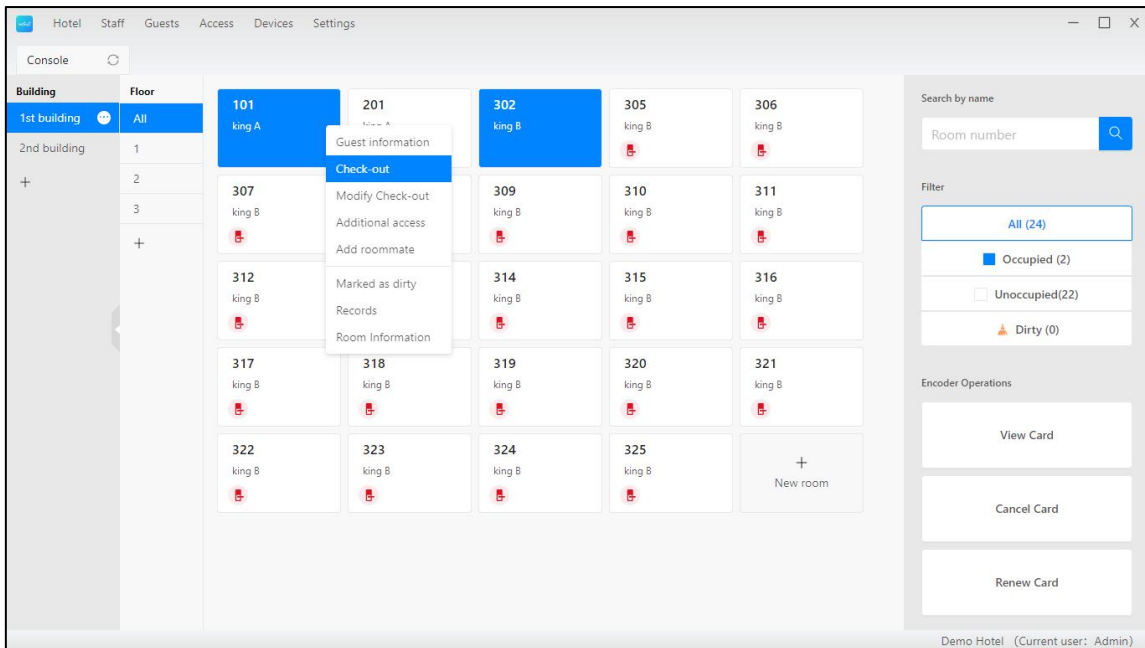 Hotel Staff Guests Access Devices Settings
Console
Building
1st building
2nd building
Floor
All
1
2
3
101
king A
201
king A
302
king B
305
king B
306
king B
Guest information
Check-out
Modify Check-out
Additional access
Add roommate
Marked as dirty
Records
Room Information
307
king B
309
king B
310
king B
311
king B
312
king B
314
king B
315
king B
316
king B
317
king B
318
king B
319
king B
320
king B
321
king B
322
king B
323
king B
324
king B
325
king B
New room
Search by name
Room number
Filter
All (24)
Occupied (2)
Unoccupied(22)
Dirty (0)
Encoder Operations
View Card
Cancel Card
Renew Card
Demo Hotel (Current user: Admin)